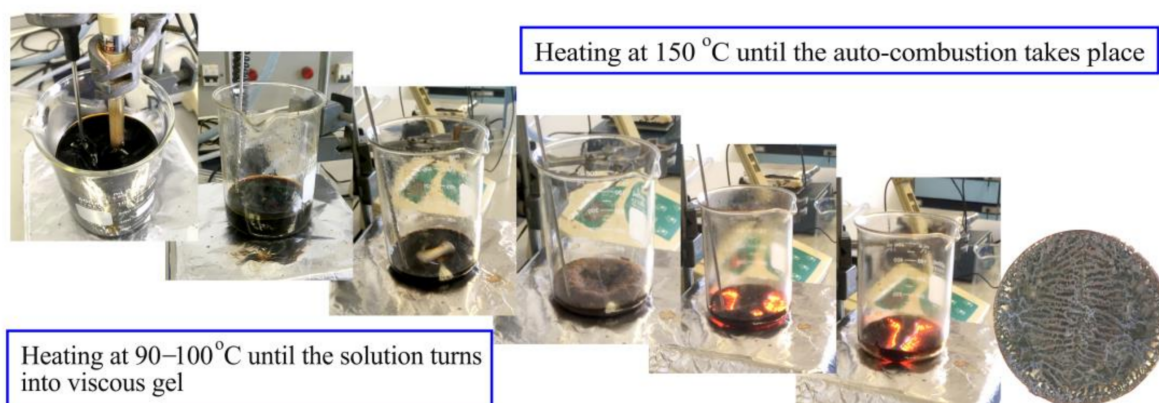 Heating at 150 °C until the auto-combustion takes place
Heating at 90–100°C until the solution turns
into viscous gel